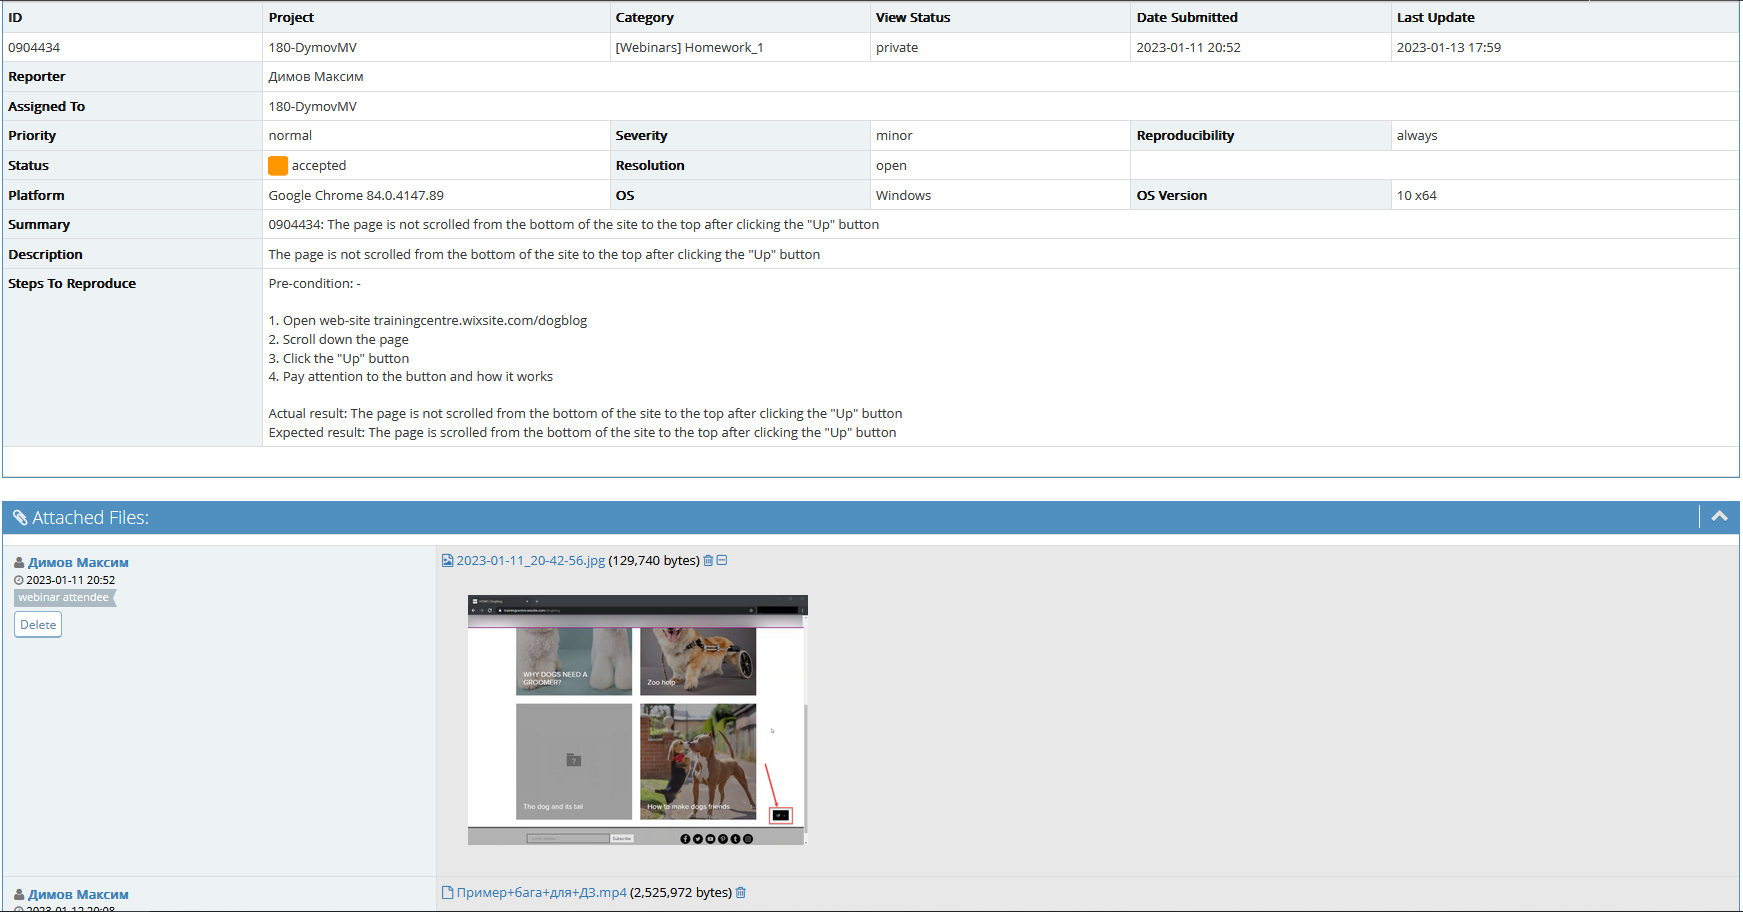 ID Project Category View Status Date Submitted Last Update
0904434 180-DymovMV [Webinars] Homework_1 private 2023-01-11 20:52 2023-01-13 17:59
Reporter Димов Максим
Assigned To 180-DymovMV
Priority normal Severity minor Reproducibility always
Status accepted Resolution open
Platform Google Chrome 84.0.4147.89 OS Windows OS Version 10 x64
Summary 0904434: The page is not scrolled from the bottom of the site to the top after clicking the "Up" button
Description The page is not scrolled from the bottom of the site to the top after clicking the "Up" button
Steps To Reproduce Pre-condition: -
1. Open web-site trainingcentre.wixsite.com/dogblog
2. Scroll down the page
3. Click the "Up" button
4. Pay attention to the button and how it works
Actual result: The page is not scrolled from the bottom of the site to the top after clicking the "Up" button
Expected result: The page is scrolled from the bottom of the site to the top after clicking the "Up" button
Attached Files:
Димов Максим
2023-01-11 20:52
webinar attendee
Delete
2023-01-11_20-42-56.jpg (129,740 bytes)
trainingcentre.wixsite.com/dogblog
WHY DOGS NEED A
GROOMER?
Zoo help
The dog and its tail
How to make dogs friends
Subscribe
Димов Максим
2023-01-12 20:08
Пример+бага+для+ДЗ.mp4 (2,525,972 bytes)